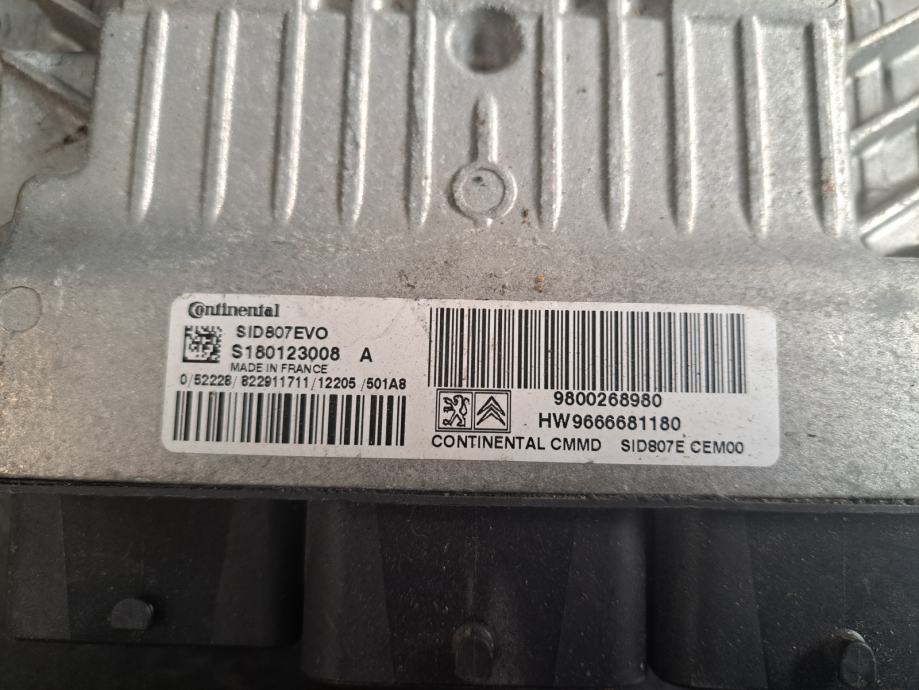 Continental
SID807EVO
S180123008 A
MADE IN FRANCE
0/52228/822911711/12205/501A8
9800268980
HW9666681180
CONTINENTAL CMMD SID807E CEM00